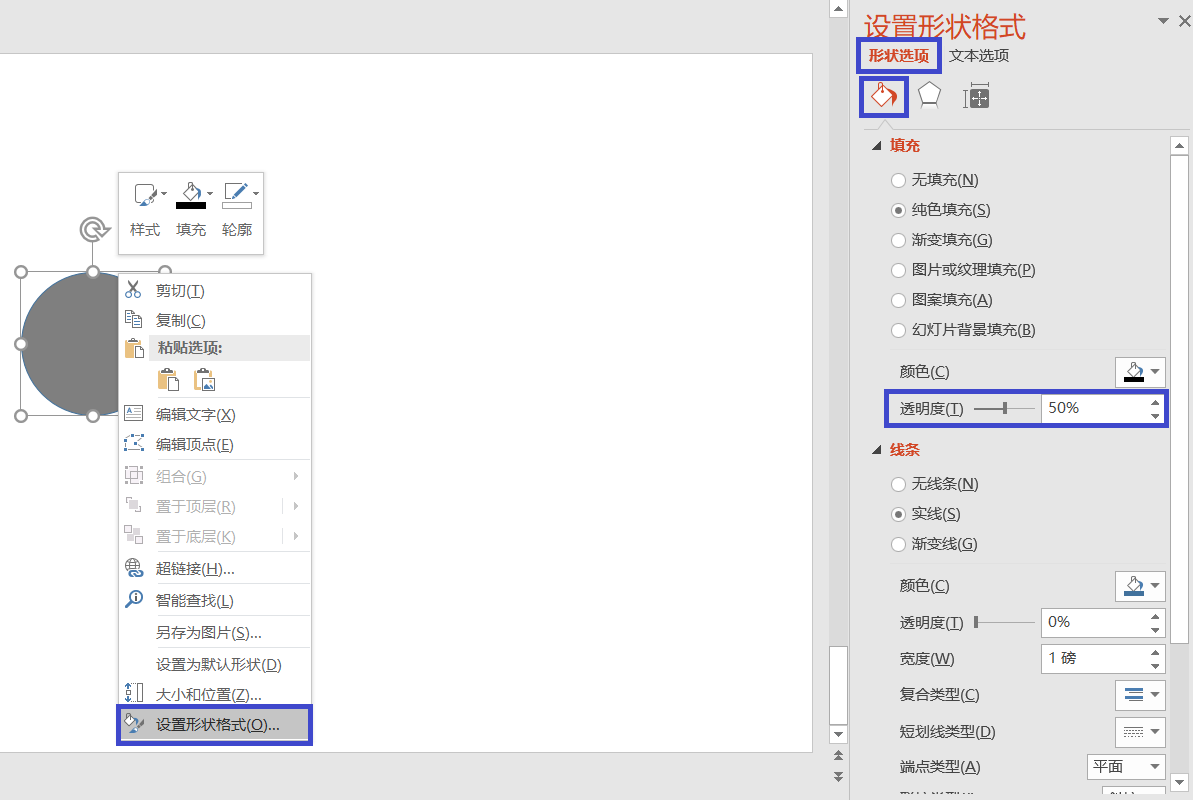 样式 填充 轮廓
剪切(T)
复制(C)
粘贴选项:
编辑文字(X)
编辑顶点(E)
组合(G)
置于顶层(R)
置于底层(K)
超链接(H)...
智能查找(L)
另存为图片(S)...
设置为默认形状(D)
大小和位置(Z)...
设置形状格式(O)...
设置形状格式
形状选项 文本选项
填充
无填充(N)
纯色填充(S)
渐变填充(G)
图片或纹理填充(P)
图案填充(A)
幻灯片背景填充(B)
颜色(C)
透明度(T) 50%
线条
无线条(N)
实线(S)
渐变线(G)
颜色(C)
透明度(T) 0%
宽度(W) 1 磅
复合类型(C)
短划线类型(D)
端点类型(A) 平面